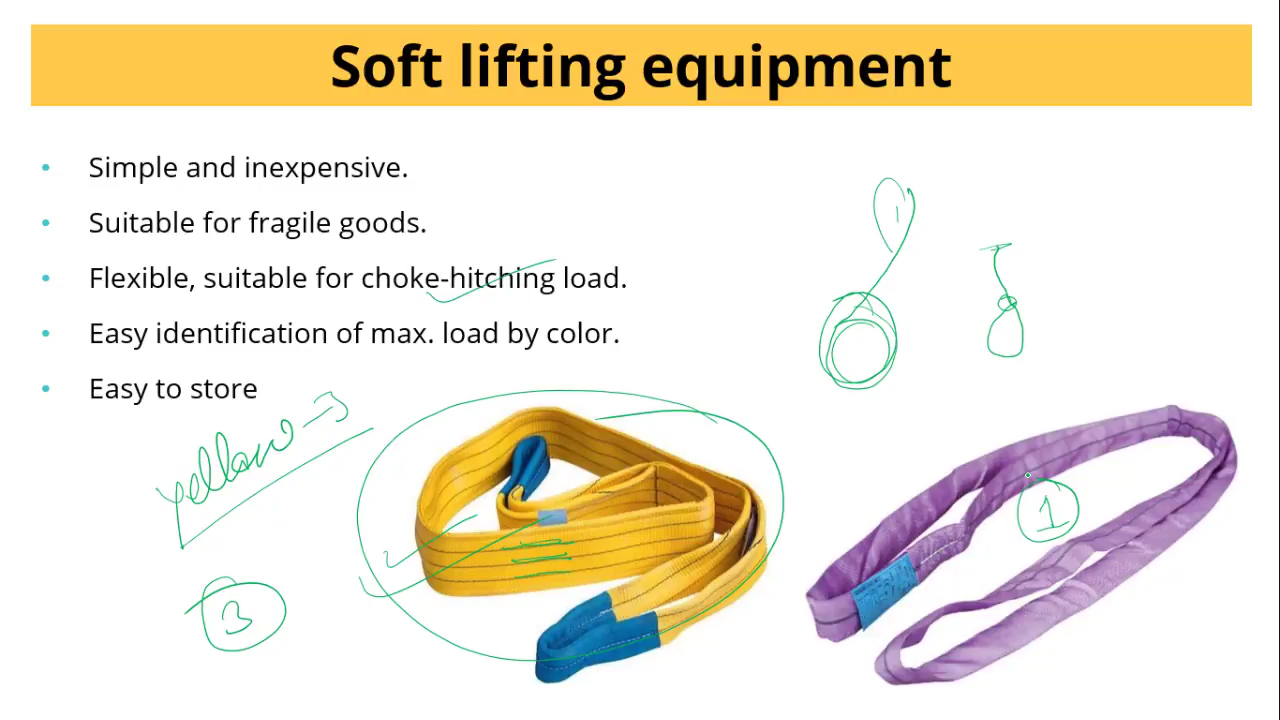 Soft lifting equipment
• Simple and inexpensive.
• Suitable for fragile goods.
• Flexible, suitable for choke-hitching load.
• Easy identification of max. load by color.
• Easy to store
yellow - 3
3
1